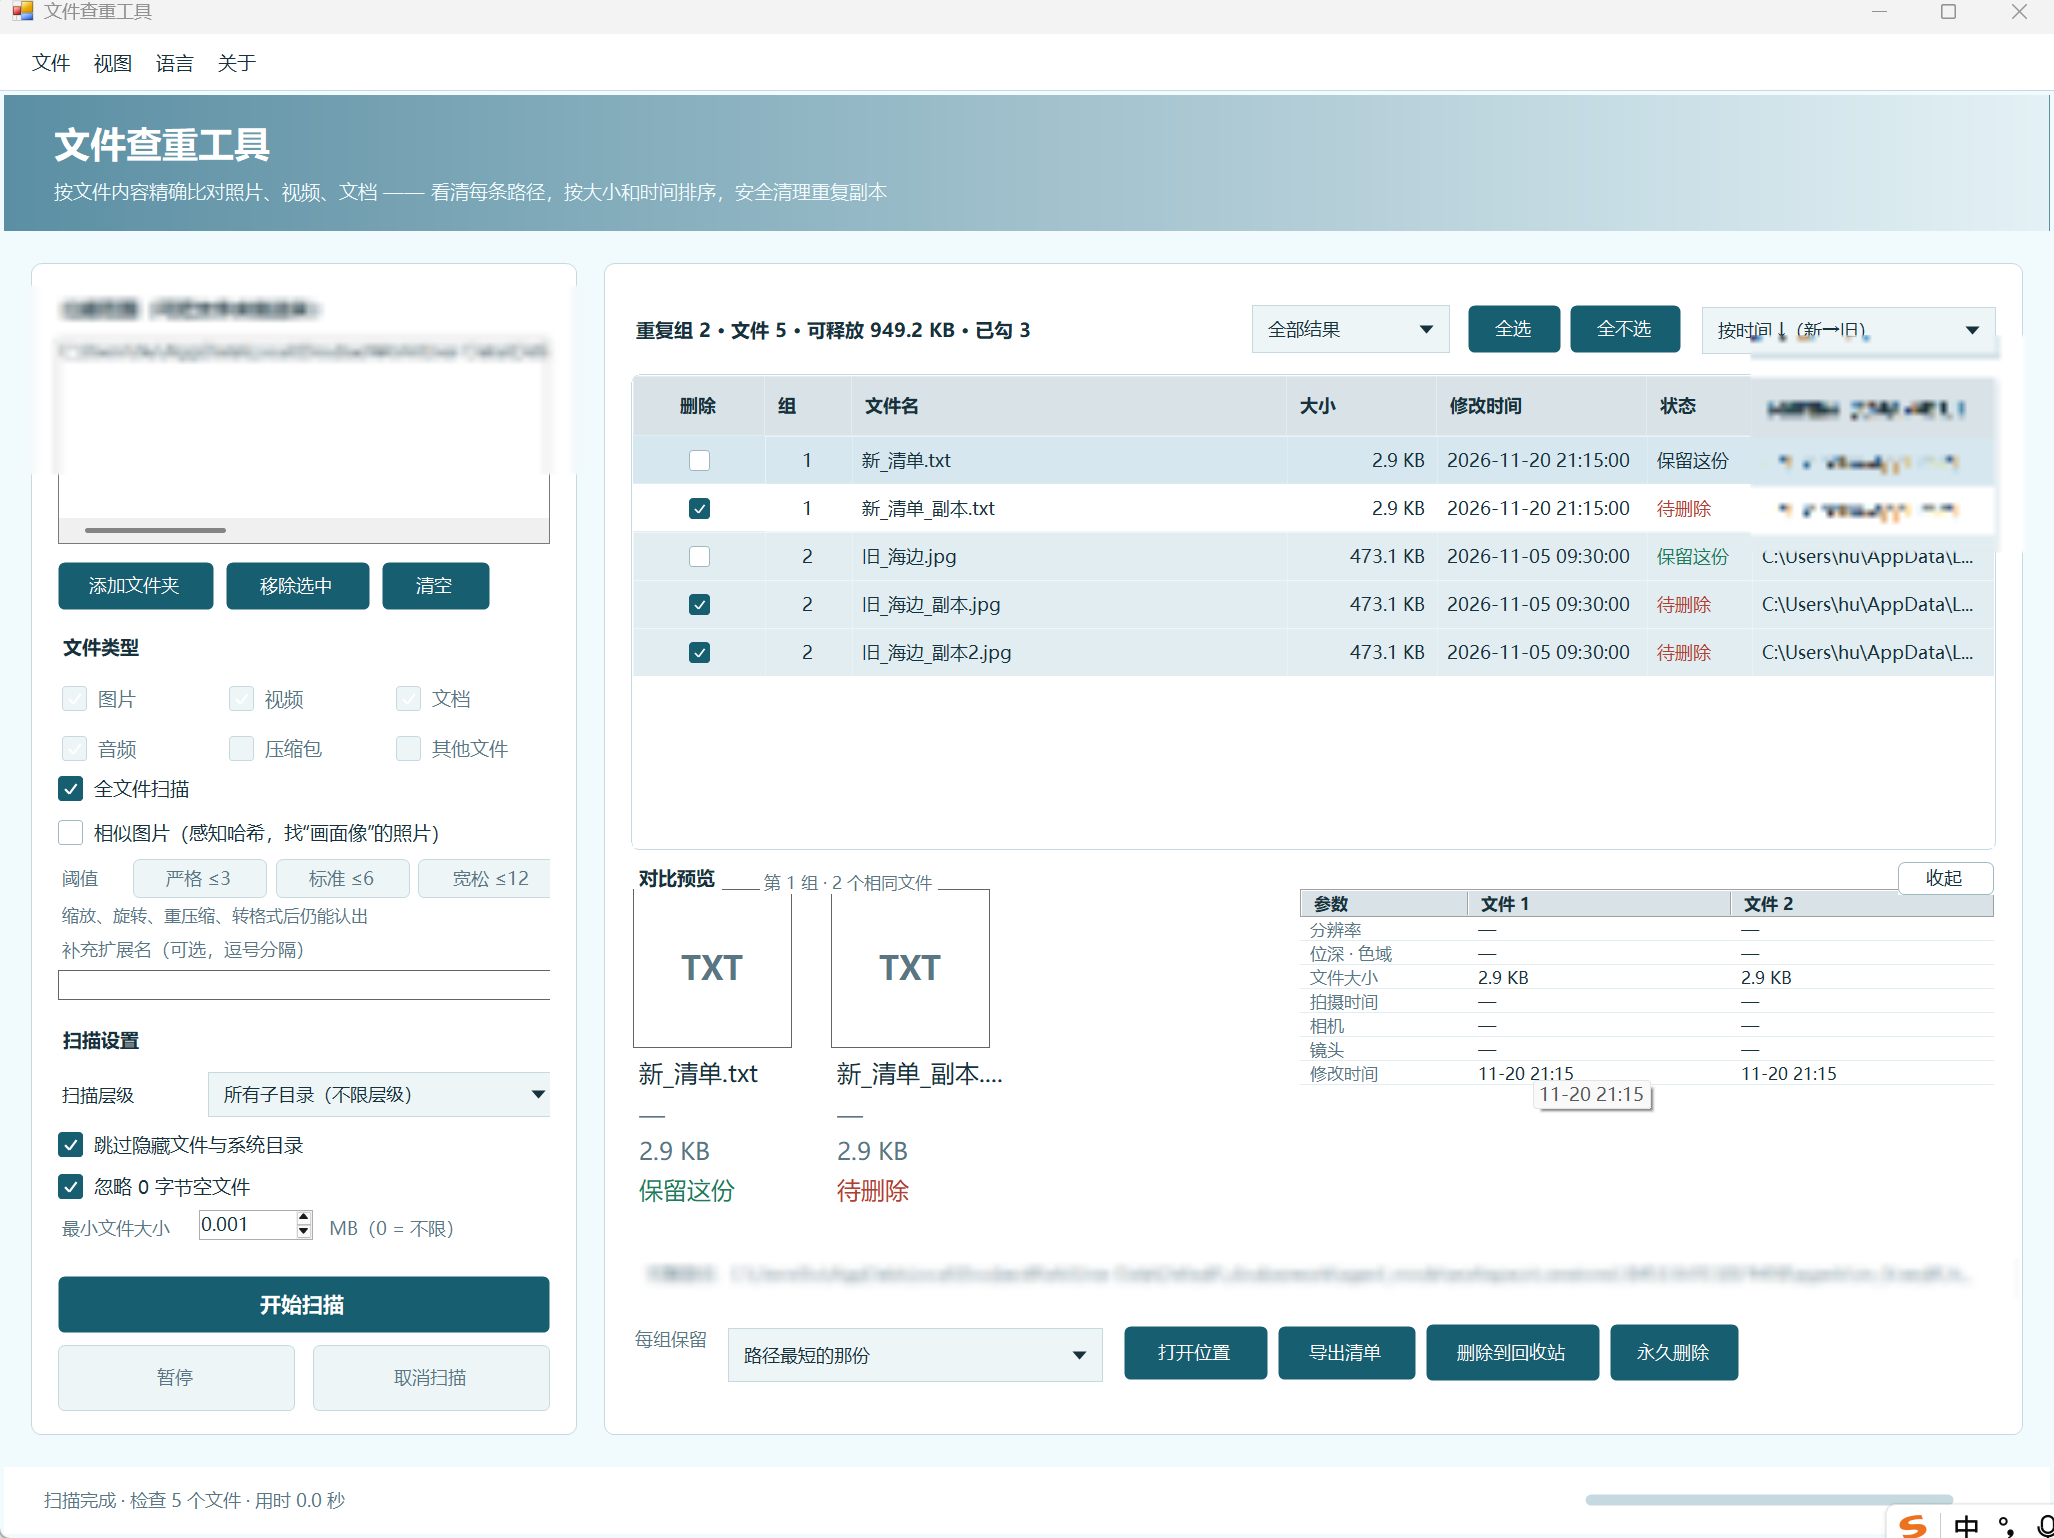 文件查重工具
文件 视图 语言 关于
文件查重工具
按文件内容精确比对照片、视频、文档 —— 看清每条路径，按大小和时间排序，安全清理重复副本
添加文件夹 移除选中 清空
文件类型
图片 视频 文档
音频 压缩包 其他文件
全文件扫描
相似图片（感知哈希，找“画面像”的照片）
阈值 严格 ≤3 标准 ≤6 宽松 ≤12
缩放、旋转、重压缩、转格式后仍能认出
补充扩展名（可选，逗号分隔）
扫描设置
扫描层级 所有子目录（不限层级）
跳过隐藏文件与系统目录
忽略 0 字节空文件
最小文件大小 0.001 MB（0 = 不限）
开始扫描
暂停 取消扫描
重复组 2 • 文件 5 • 可释放 949.2 KB • 已勾 3 全部结果 全选 全不选 按时间 ↓（新→旧）
删除 组 文件名 大小 修改时间 状态
1 新_清单.txt 2.9 KB 2026-11-20 21:15:00 保留这份
1 新_清单_副本.txt 2.9 KB 2026-11-20 21:15:00 待删除
2 旧_海边.jpg 473.1 KB 2026-11-05 09:30:00 保留这份 C:\Users\hu\AppData\L...
2 旧_海边_副本.jpg 473.1 KB 2026-11-05 09:30:00 待删除 C:\Users\hu\AppData\L...
2 旧_海边_副本2.jpg 473.1 KB 2026-11-05 09:30:00 待删除 C:\Users\hu\AppData\L...
对比预览 第 1 组 · 2 个相同文件 收起
TXT TXT
新_清单.txt 新_清单_副本....
— —
2.9 KB 2.9 KB
保留这份 待删除
参数 文件 1 文件 2
分辨率 — —
位深 · 色域 — —
文件大小 2.9 KB 2.9 KB
拍摄时间 — —
相机 — —
镜头 — —
修改时间 11-20 21:15 11-20 21:15
11-20 21:15
每组保留 路径最短的那份 打开位置 导出清单 删除到回收站 永久删除
扫描完成 · 检查 5 个文件 · 用时 0.0 秒
中 °,